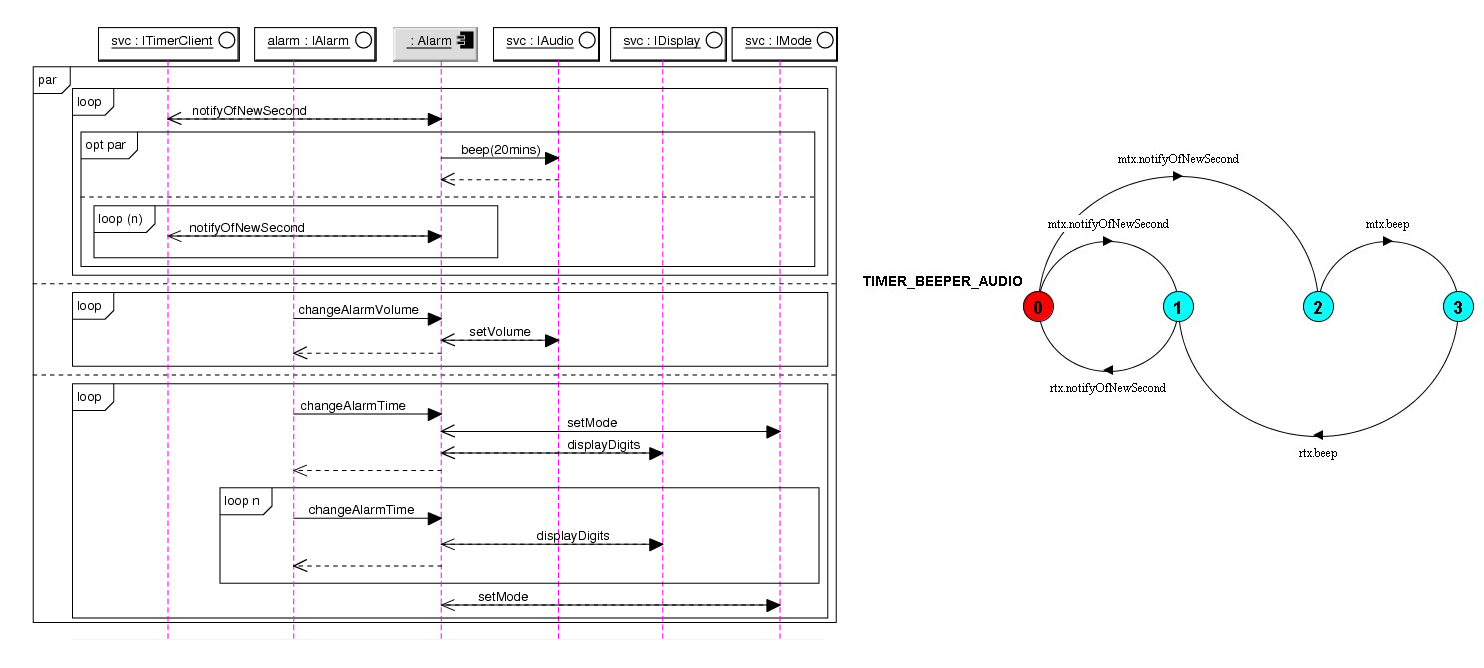 svc : ITimerClient
alarm : IAlarm
: Alarm
svc : IAudio
svc : IDisplay
svc : IMode
par
loop
notifyOfNewSecond
opt par
beep(20mins)
loop (n)
notifyOfNewSecond
loop
changeAlarmVolume
setVolume
loop
changeAlarmTime
setMode
displayDigits
loop n
changeAlarmTime
displayDigits
setMode
mtx.notifyOfNewSecond
mtx.notifyOfNewSecond
mtx.beep
TIMER_BEEPER_AUDIO
0
1
2
3
rtx.notifyOfNewSecond
rtx.beep